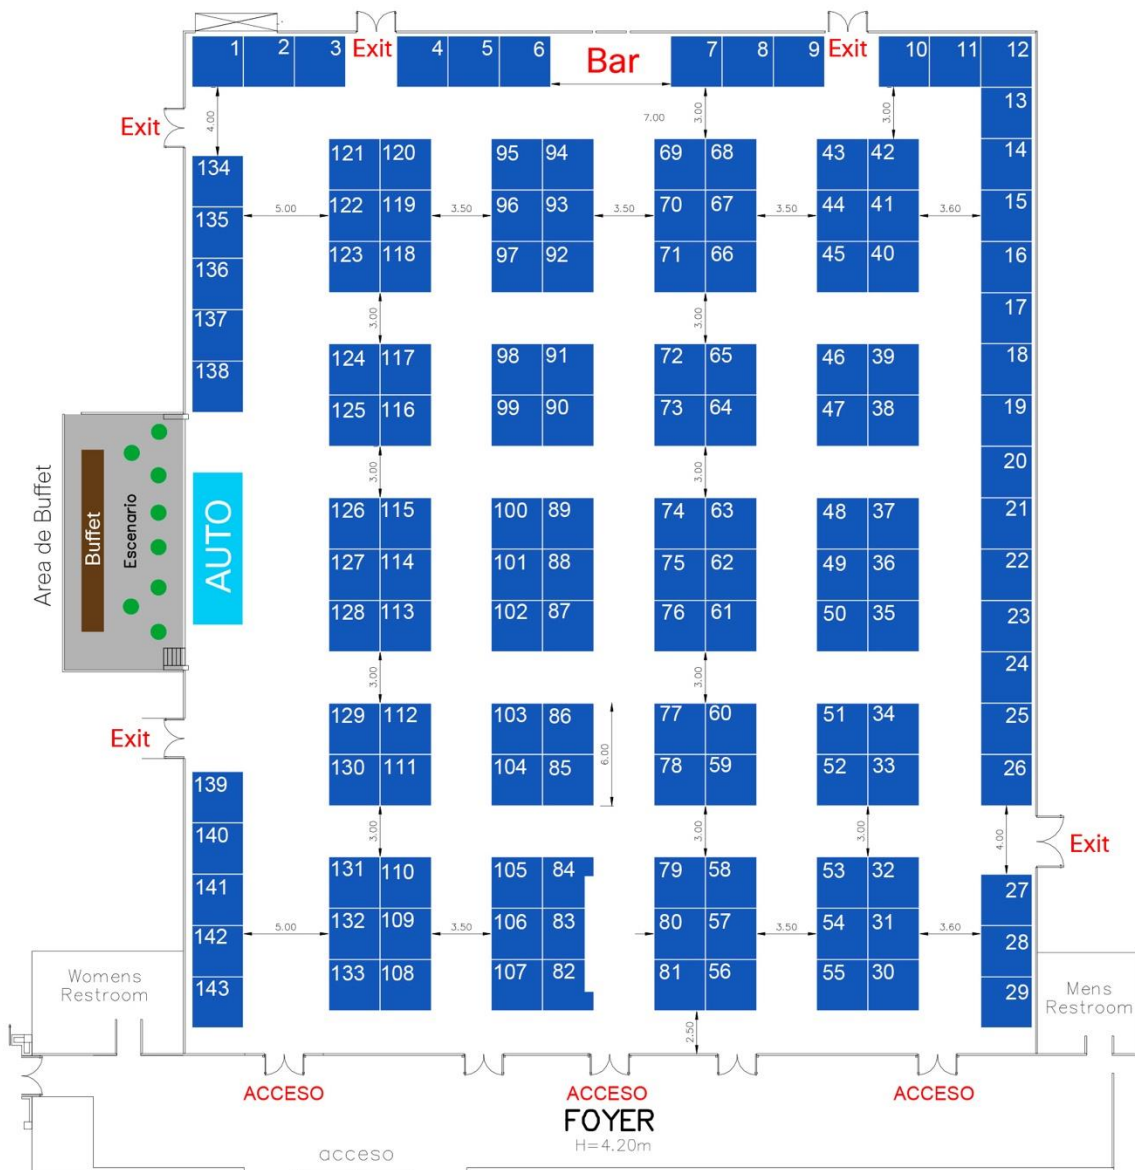 1 2 3 Exit 4 5 6 Bar 7 8 9 Exit 10 11 12
13
Exit 4.00 7.00 3.00 3.00
134 121 120 95 94 69 68 43 42 14
135 5.00 122 119 3.50 96 93 3.50 70 67 3.50 44 41 3.60 15
136 123 118 97 92 71 66 45 40 16
137 3.00 3.00 17
138 124 117 98 91 72 65 46 39 18
125 116 99 90 73 64 47 38 19
3.00 3.00 20
Area de Buffet
Buffet
Escenario
AUTO
126 115 100 89 74 63 48 37 21
127 114 101 88 75 62 49 36 22
128 113 102 87 76 61 50 35 23
3.00 3.00 24
Exit 129 112 103 86 77 60 51 34 25
6.00
139 130 111 104 85 78 59 52 33 26
140 3.00 3.00 3.00 4.00 Exit
141 131 110 105 84 79 58 53 32 27
142 5.00 132 109 3.50 106 83 80 57 3.50 54 31 3.60 28
143 133 108 107 82 81 56 55 30 29
Womens
Restroom
Mens
Restroom
2.50
ACCESO ACCESO ACCESO
FOYER
H=4.20m
acceso